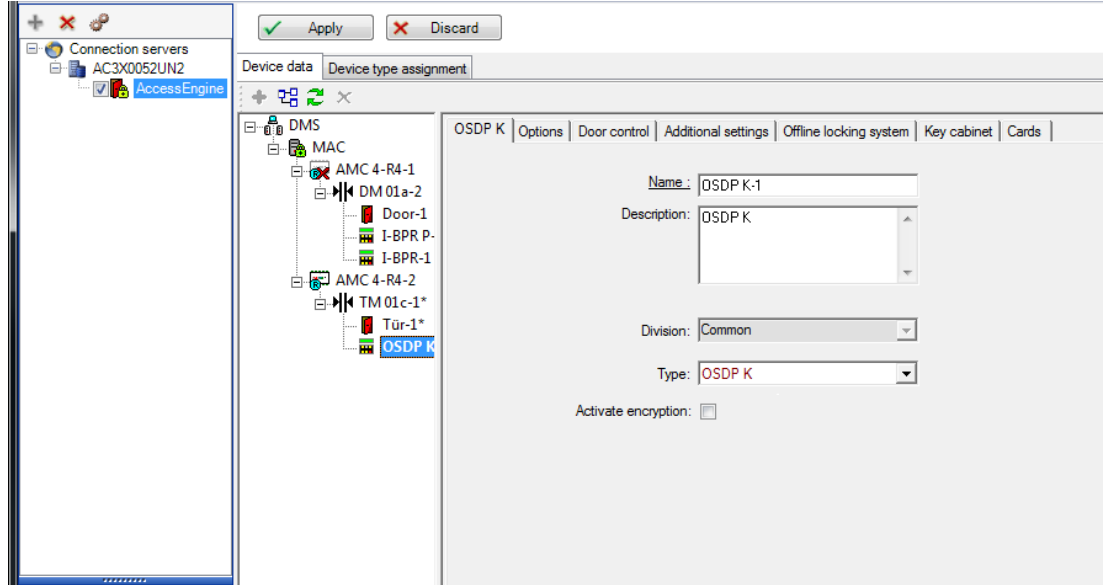 Apply
Discard
Connection servers
AC3X0052UN2
AccessEngine
Device data
Device type assignment
DMS
MAC
AMC 4-R4-1
DM 01a-2
Door-1
I-BPR P-
I-BPR-1
AMC 4-R4-2
TM 01c-1*
Tür-1*
OSDP K
OSDP K
Options
Door control
Additional settings
Offline locking system
Key cabinet
Cards
Name :
OSDP K-1
Description:
OSDP K
Division:
Common
Type:
OSDP K
Activate encryption: